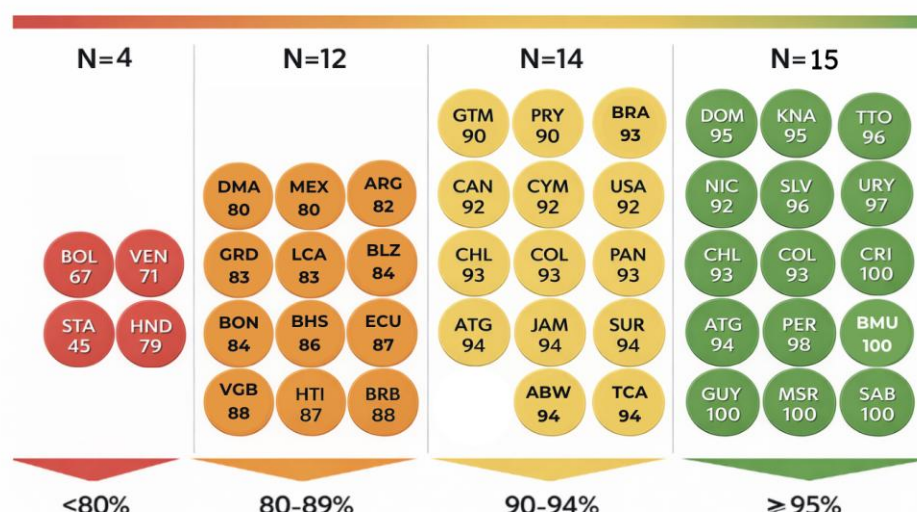 N=4
N=12
N=14
N=15
BOL
67
VEN
71
STA
45
HND
79
DMA
80
MEX
80
ARG
82
GRD
83
LCA
83
BLZ
84
BON
84
BHS
86
ECU
87
VGB
88
HTI
87
BRB
88
GTM
90
PRY
90
BRA
93
CAN
92
CYM
92
USA
92
CHL
93
COL
93
PAN
93
ATG
94
JAM
94
SUR
94
ABW
94
TCA
94
DOM
95
KNA
95
TTO
96
NIC
92
SLV
96
URY
97
CHL
93
COL
93
CRI
100
ATG
94
PER
98
BMU
100
GUY
100
MSR
100
SAB
100
<80%
80-89%
90-94%
≥95%